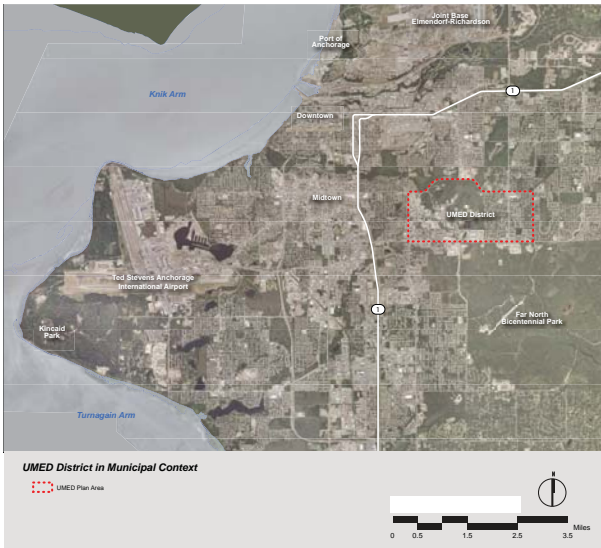 Joint Base
Elmendorf-Richardson
Port of
Anchorage
Knik Arm
1
Downtown
Midtown
UMED District
Ted Stevens Anchorage
International Airport
1
Far North
Bicentennial Park
Kincaid
Park
Turnagain Arm
UMED District in Municipal Context
UMED Plan Area
N
Miles
0 0.5 1.5 2.5 3.5